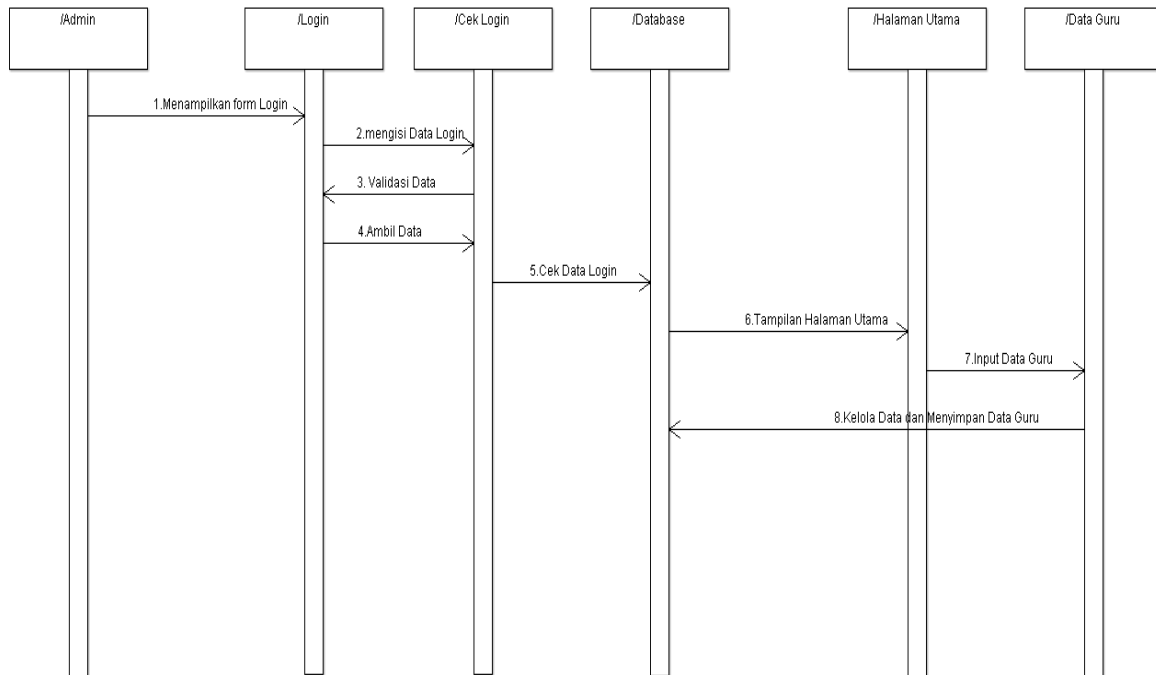 /Admin
/Login
/Cek Login
/Database
/Halaman Utama
/Data Guru
1.Menampilkan form Login
2.mengisi Data Login
3. Validasi Data
4.Ambil Data
5.Cek Data Login
6.Tampilan Halaman Utama
7.Input Data Guru
8.Kelola Data dan Menyimpan Data Guru